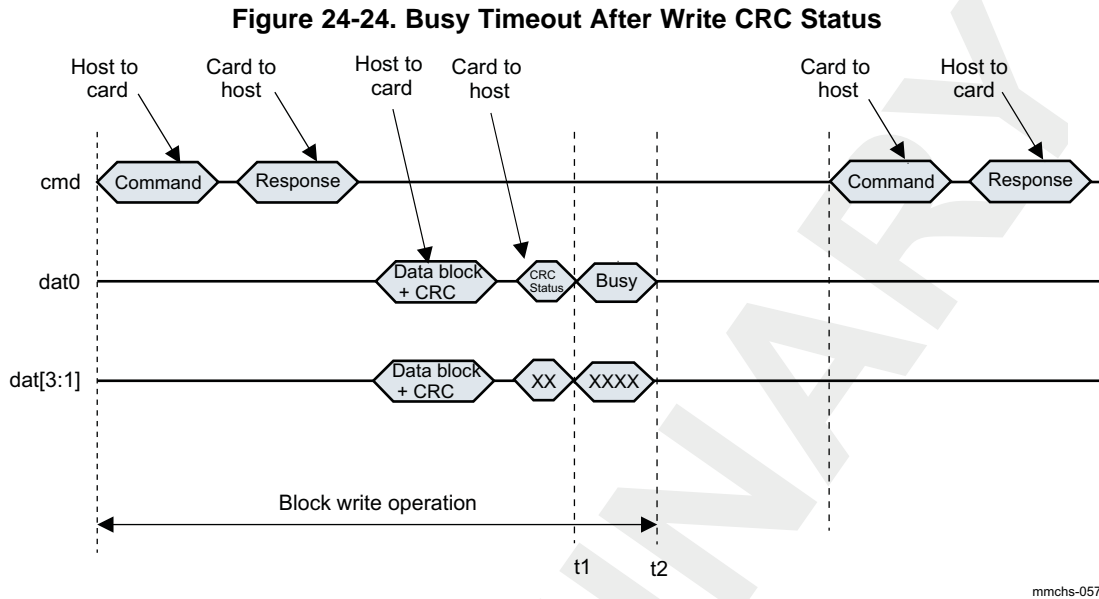 Figure 24-24. Busy Timeout After Write CRC Status
Host to
card
Card to
host
Host to
card
Card to
host
Card to
host
Host to
card
cmd
Command
Response
Command
Response
dat0
Data block
+ CRC
CRC
Status
Busy
dat[3:1]
Data block
+ CRC
XX
XXXX
Block write operation
t1
t2
mmchs-057